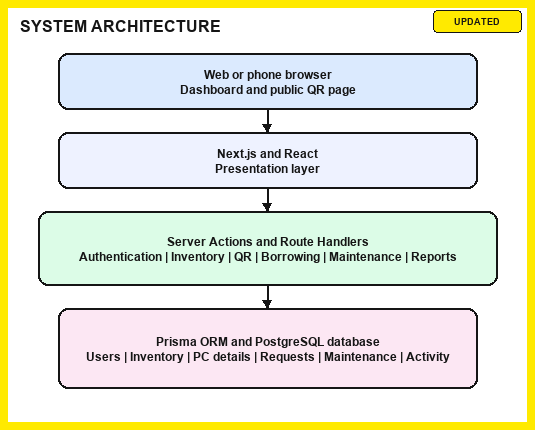 SYSTEM ARCHITECTURE
UPDATED
Web or phone browser
Dashboard and public QR page
Next.js and React
Presentation layer
Server Actions and Route Handlers
Authentication | Inventory | QR | Borrowing | Maintenance | Reports
Prisma ORM and PostgreSQL database
Users | Inventory | PC details | Requests | Maintenance | Activity